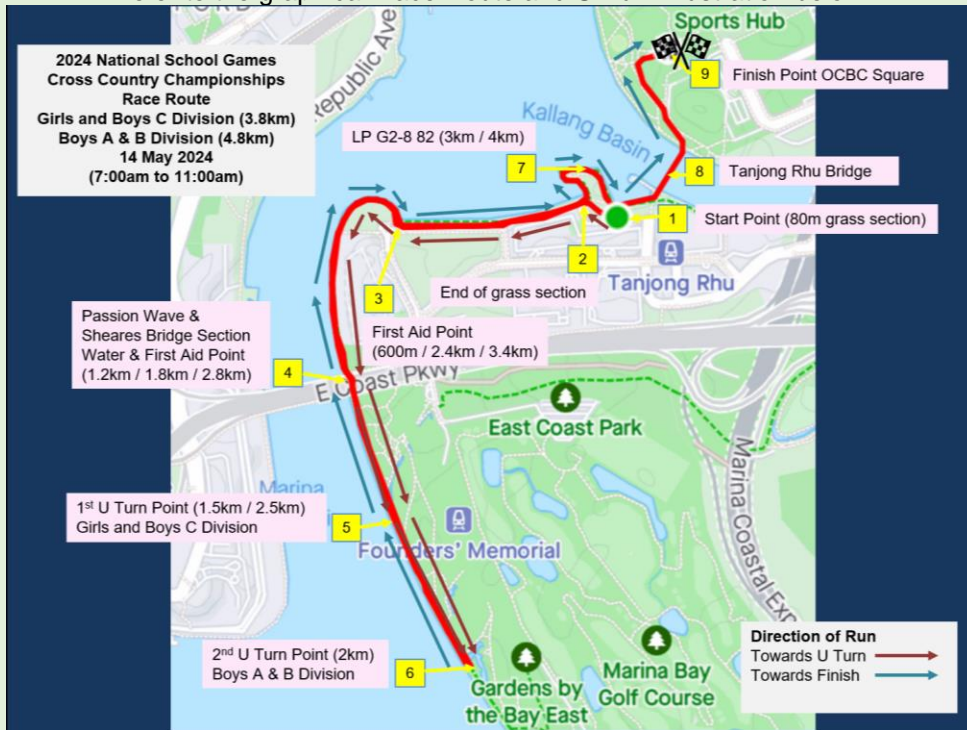 Sports Hub
2024 National School Games
Cross Country Championships
Race Route
Girls and Boys C Division (3.8km)
Boys A & B Division (4.8km)
14 May 2024
(7:00am to 11:00am)
Republic Ave
9
Finish Point OCBC Square
Kallang Basin
LP G2-8 82 (3km / 4km)
7
8
Tanjong Rhu Bridge
1
Start Point (80m grass section)
2
Tanjong Rhu
3
End of grass section
Passion Wave &
Sheares Bridge Section
Water & First Aid Point
(1.2km / 1.8km / 2.8km)
First Aid Point
(600m / 2.4km / 3.4km)
4
E Coast Pkwy
East Coast Park
Marina Coastal Exp
Marina
1st U Turn Point (1.5km / 2.5km)
Girls and Boys C Division
5
Founders' Memorial
2nd U Turn Point (2km)
Boys A & B Division
6
Gardens by
the Bay East
Marina Bay
Golf Course
Direction of Run
Towards U Turn
Towards Finish